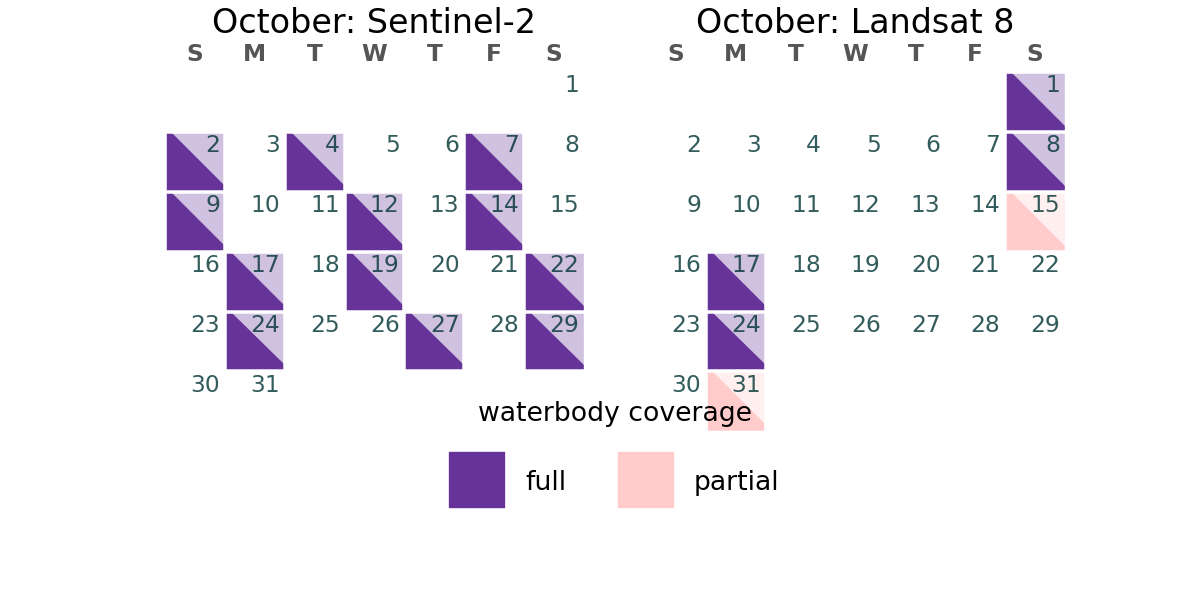 October: Sentinel-2
S M T W T F S
1
2 3 4 5 6 7 8
9 10 11 12 13 14 15
16 17 18 19 20 21 22
23 24 25 26 27 28 29
30 31
October: Landsat 8
S M T W T F S
1
2 3 4 5 6 7 8
9 10 11 12 13 14 15
16 17 18 19 20 21 22
23 24 25 26 27 28 29
30 31
waterbody coverage
full partial